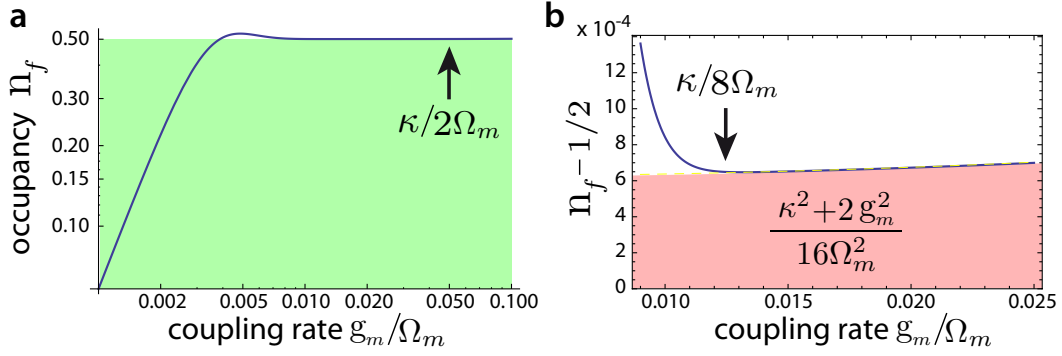 a
occupancy n_f
0.50
0.30
0.20
0.15
0.10
κ/2Ω_m
0.002 0.005 0.010 0.020 0.050 0.100
coupling rate g_m/Ω_m
b
x 10^-4
n_f - 1/2
12
10
8
6
4
2
0
κ/8Ω_m
κ^2 + 2 g_m^2
16Ω_m^2
0.010 0.015 0.020 0.025
coupling rate g_m/Ω_m